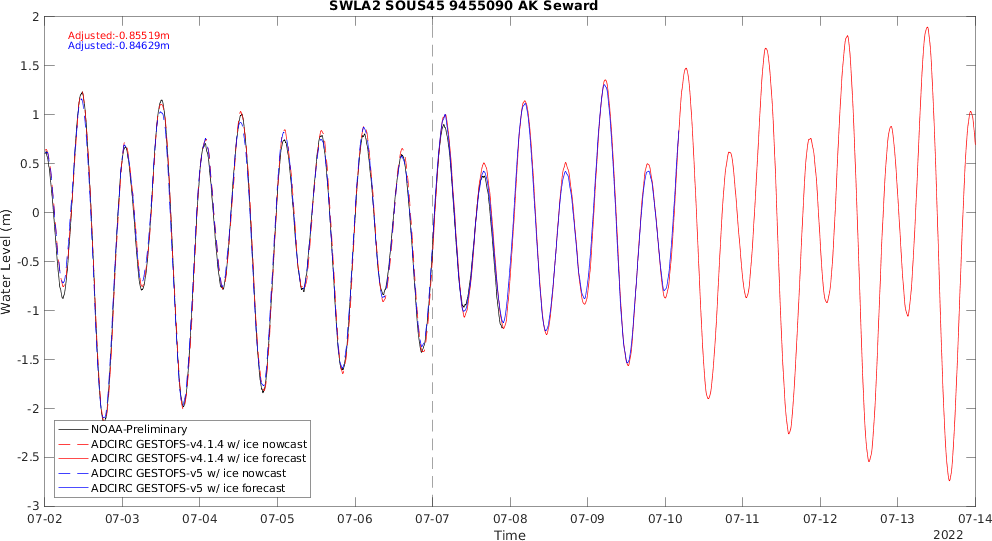 SWLA2 SOUS45 9455090 AK Seward
Adjusted:-0.85519m
Adjusted:-0.84629m
2
1.5
1
0.5
0
-0.5
-1
-1.5
-2
-2.5
-3
Water Level (m)
NOAA-Preliminary
ADCIRC GESTOFS-v4.1.4 w/ ice nowcast
ADCIRC GESTOFS-v4.1.4 w/ ice forecast
ADCIRC GESTOFS-v5 w/ ice nowcast
ADCIRC GESTOFS-v5 w/ ice forecast
07-02 07-03 07-04 07-05 07-06 07-07 07-08 07-09 07-10 07-11 07-12 07-13 07-14
Time
2022